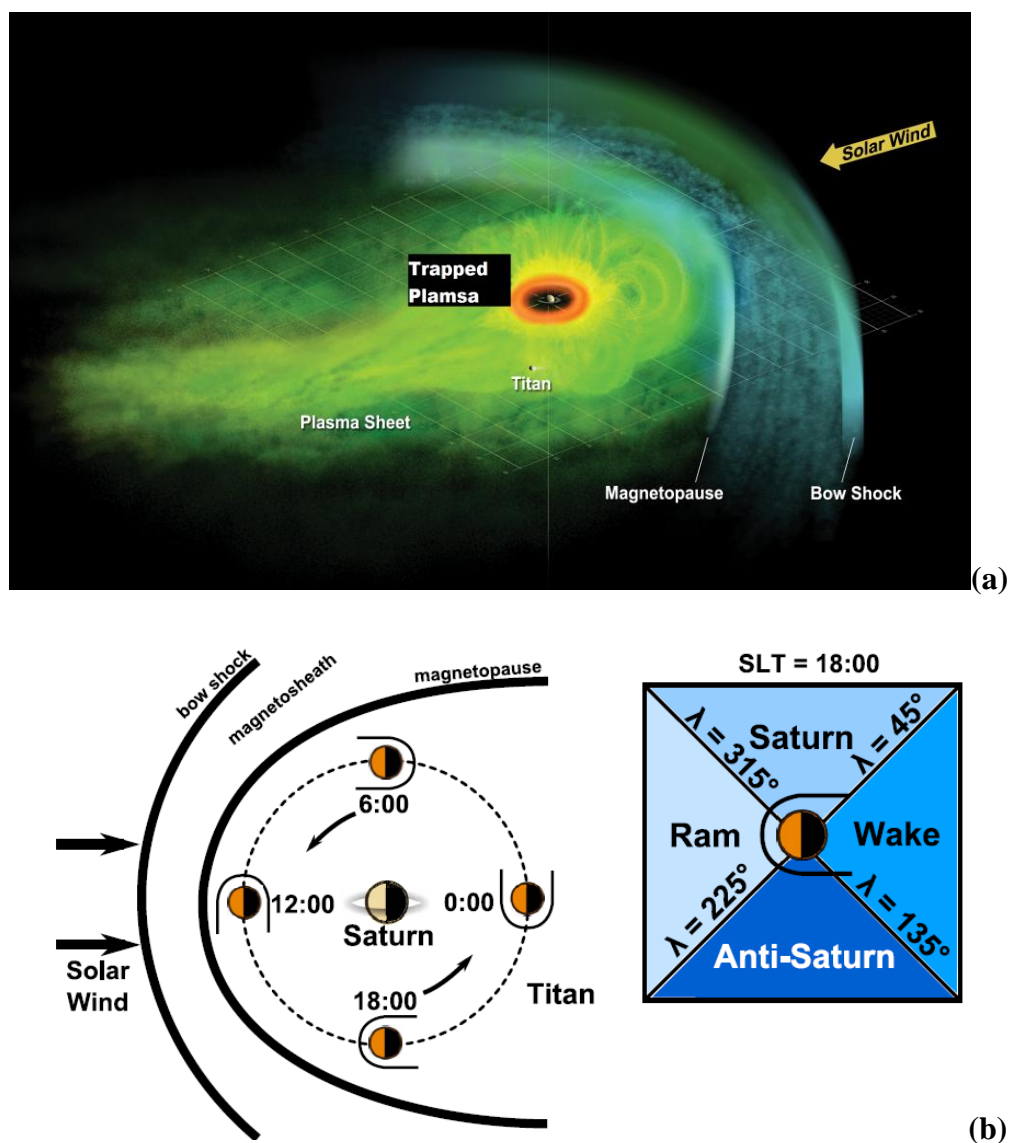 Solar Wind
Trapped
Plamsa
Titan
Plasma Sheet
Magnetopause
Bow Shock
(a)
bow shock
magnetosheath
magnetopause
6:00
12:00
0:00
Saturn
18:00
Solar
Wind
Titan
SLT = 18:00
λ = 315°
Saturn
λ = 45°
Ram
Wake
λ = 225°
λ = 135°
Anti-Saturn
(b)